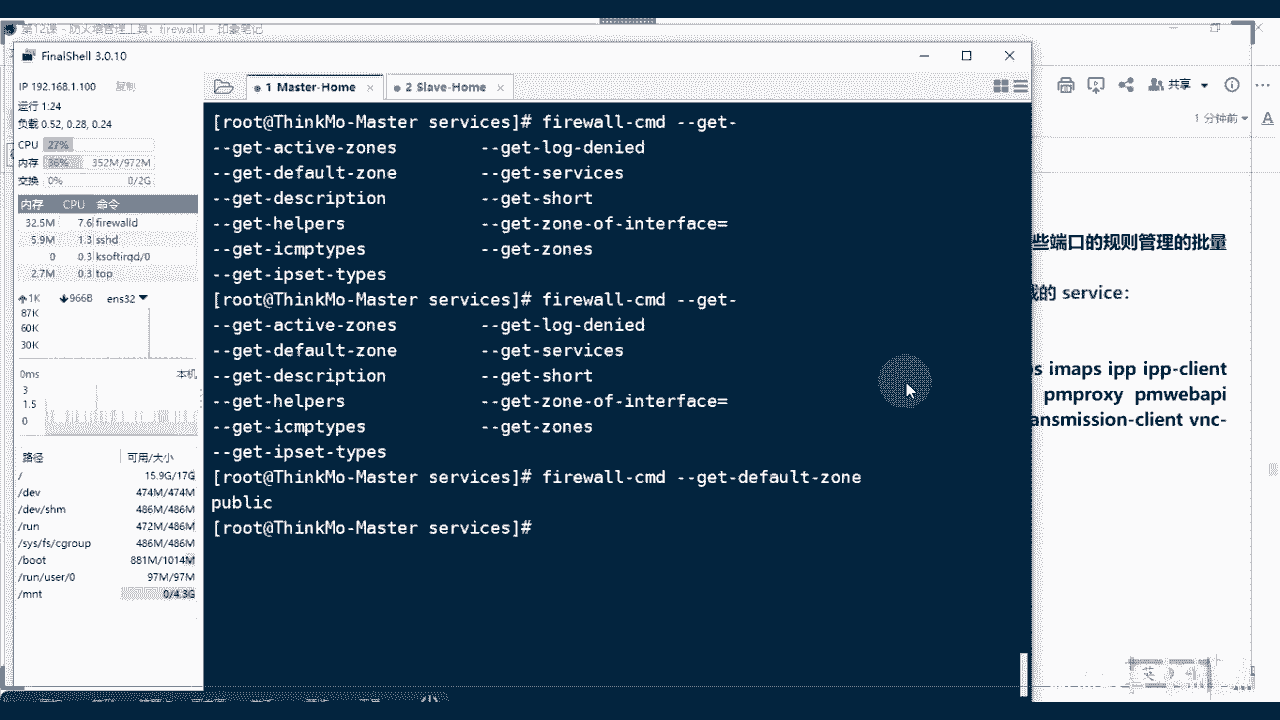 第12课 - 防火墙管理工具：firewalld - 印象笔记
FinalShell 3.0.10
IP 192.168.1.100 复制
运行 1:24
负载 0.52, 0.28, 0.24
CPU 27%
内存 36% 352M/972M
交换 0% 0/2G
内存 CPU 命令
32.5M 7.6 firewalld
5.9M 1.3 sshd
0 0.3 ksoftirqd/0
2.7M 0.3 top
1K 966B ens32
87K
60K
30K
0ms 本机
3
1.5
0
路径 可用/大小
/ 15.9G/17G
/dev 474M/474M
/dev/shm 486M/486M
/run 472M/486M
/sys/fs/cgroup 486M/486M
/boot 881M/1014M
/run/user/0 97M/97M
/mnt 0/4.3G
1 Master-Home
2 Slave-Home
[root@ThinkMo-Master services]# firewall-cmd --get-
--get-active-zones --get-log-denied
--get-default-zone --get-services
--get-description --get-short
--get-helpers --get-zone-of-interface=
--get-icmptypes --get-zones
--get-ipset-types
[root@ThinkMo-Master services]# firewall-cmd --get-
--get-active-zones --get-log-denied
--get-default-zone --get-services
--get-description --get-short
--get-helpers --get-zone-of-interface=
--get-icmptypes --get-zones
--get-ipset-types
[root@ThinkMo-Master services]# firewall-cmd --get-default-zone
public
[root@ThinkMo-Master services]#
共享
1 分钟前
些端口的规则管理的批量
的 service：
s imaps ipp ipp-client
pmproxy pmwebapi
ansmission-client vnc-
英